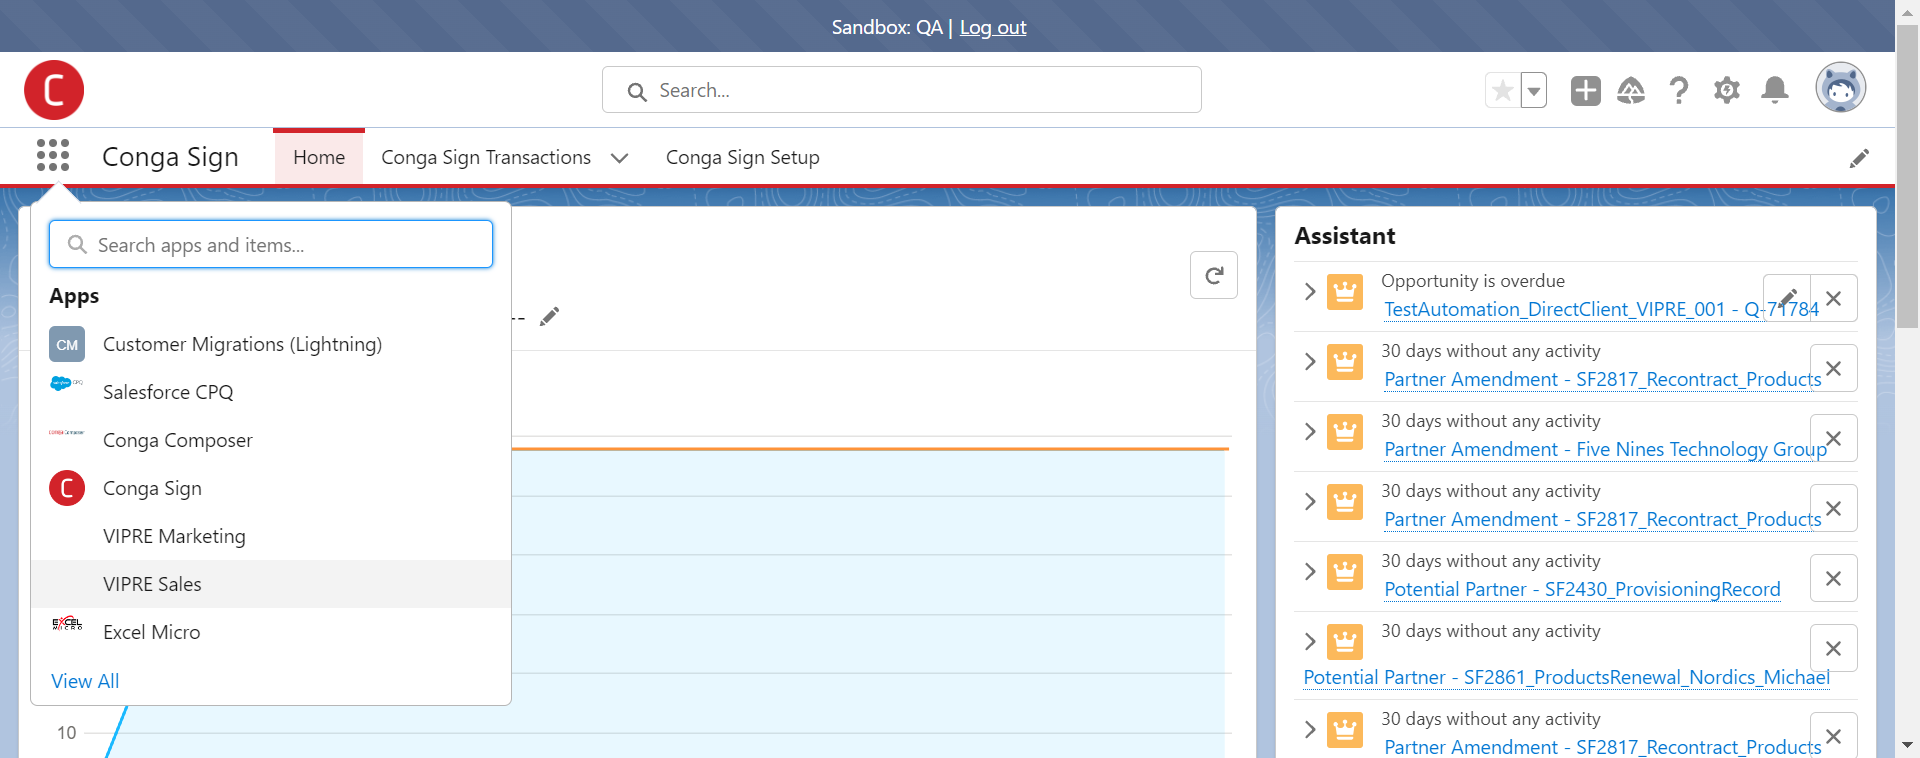 Sandbox: QA | Log out
C
Search...
Conga Sign
Home
Conga Sign Transactions
Conga Sign Setup
Search apps and items...
Apps
CM
Customer Migrations (Lightning)
Salesforce CPQ
Conga Composer
C
Conga Sign
VIPRE Marketing
VIPRE Sales
EXCEL
MICRO
Excel Micro
View All
10
Assistant
Opportunity is overdue
TestAutomation_DirectClient_VIPRE_001 - Q-71784
30 days without any activity
Partner Amendment - SF2817_Recontract_Products
30 days without any activity
Partner Amendment - Five Nines Technology Group
30 days without any activity
Partner Amendment - SF2817_Recontract_Products
30 days without any activity
Potential Partner - SF2430_ProvisioningRecord
30 days without any activity
Potential Partner - SF2861_ProductsRenewal_Nordics_Michael
30 days without any activity
Partner Amendment - SF2817_Recontract_Products